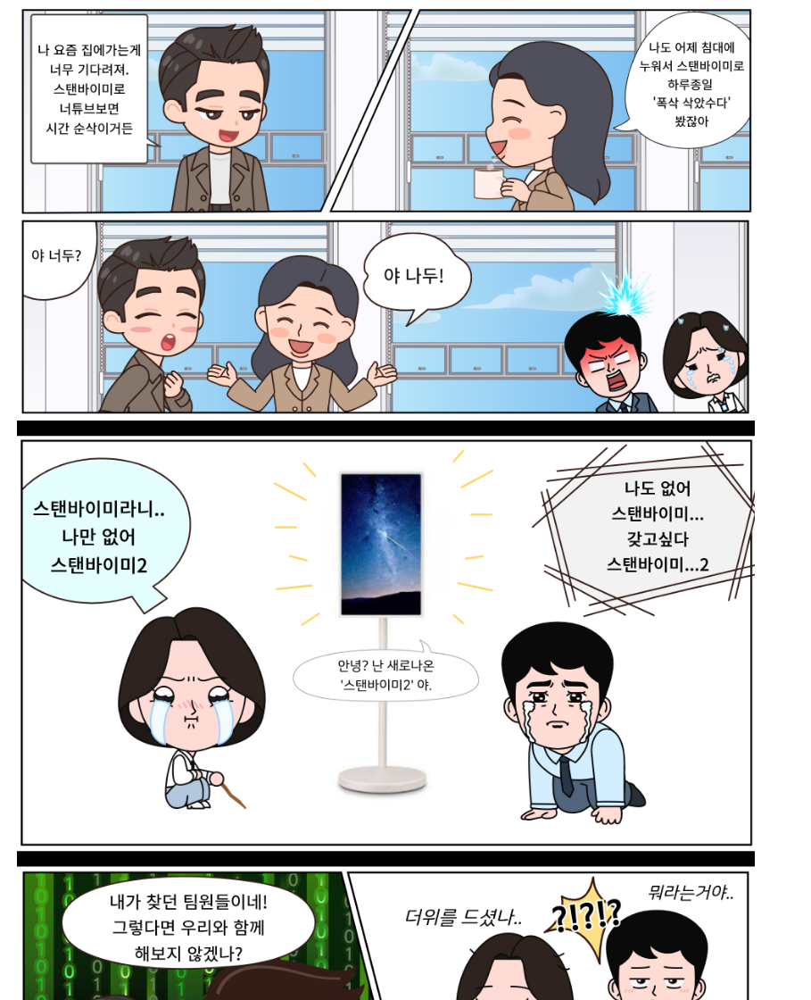 나 요즘 집에가는게
너무 기다려져.
스탠바이미로
너튜브보면
시간 순삭이거든
나도 어제 침대에
누워서 스탠바이미로
하루종일
'폭삭 삭았수다'
봤잖아
야 너두?
야 나두!
스탠바이미라니..
나만 없어
스탠바이미2
나도 없어
스탠바이미...
갖고싶다
스탠바이미...2
안녕? 난 새로나온
'스탠바이미2' 야.
내가 찾던 팀원들이네!
그렇다면 우리와 함께
해보지 않겠나?
더위를 드셨나..
?!?!?
뭐라는거야..